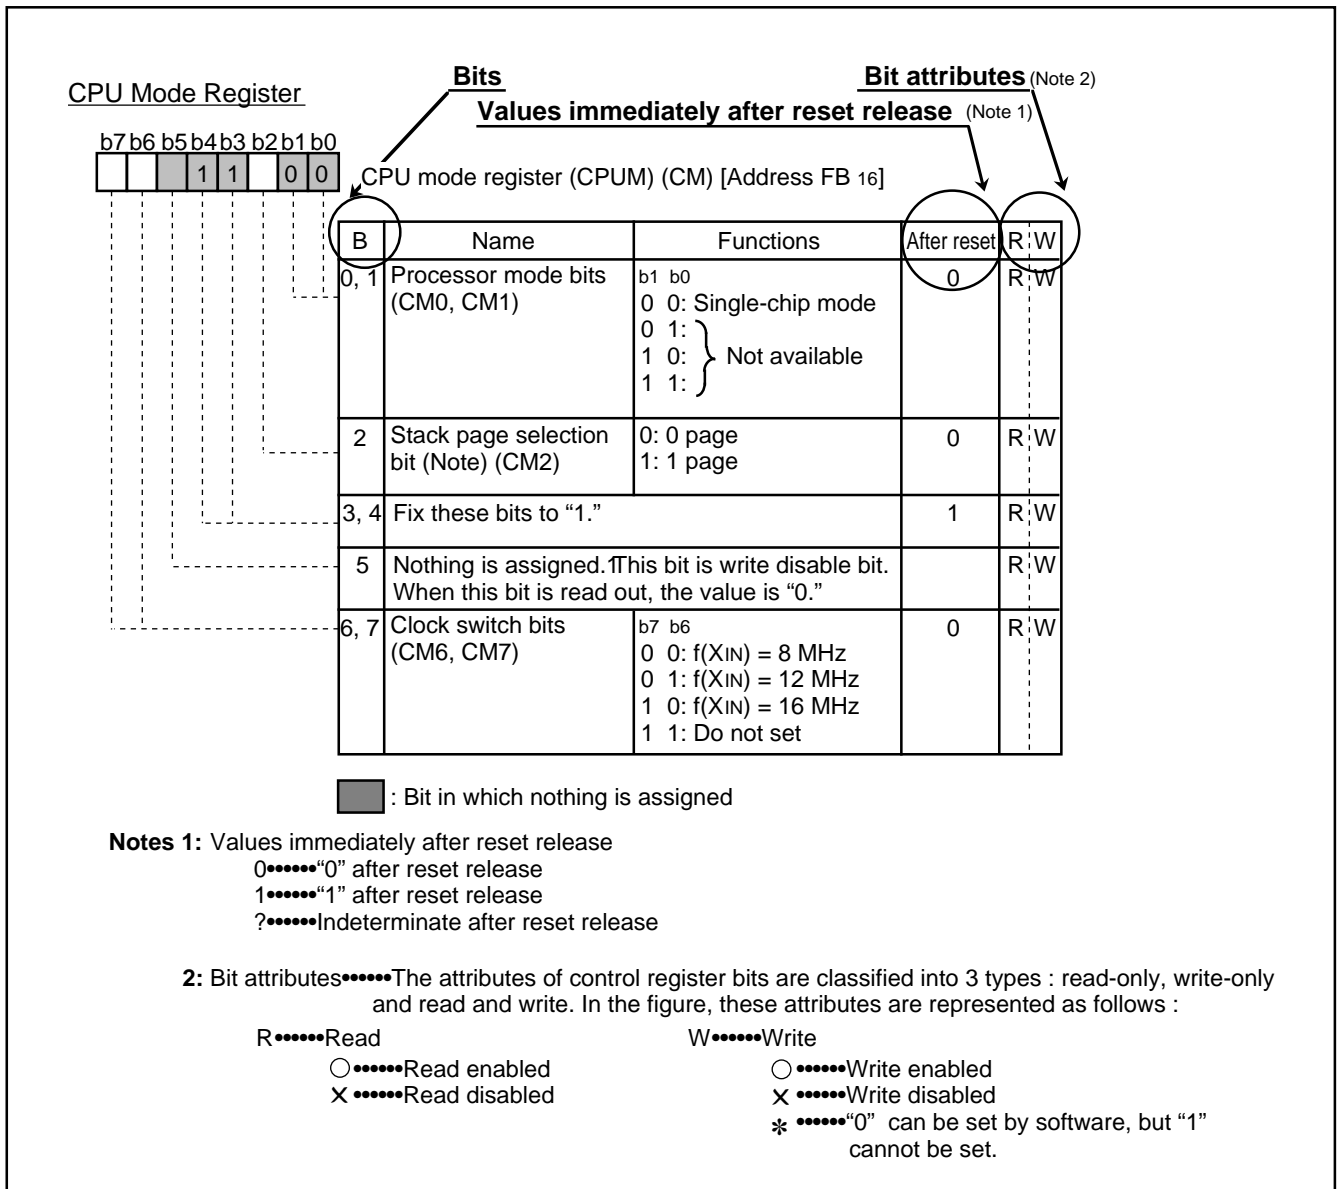 Bits
Bit attributes (Note 2)
CPU Mode Register
Values immediately after reset release (Note 1)
b7 b6 b5 b4 b3 b2 b1 b0
1 1 0 0
CPU mode register (CPUM) (CM) [Address FB 16]
B Name Functions After reset R W
0, 1 Processor mode bits b1 b0 0 R W
(CM0, CM1) 0 0: Single-chip mode
0 1:
1 0: Not available
1 1:
2 Stack page selection 0: 0 page 0 R W
bit (Note) (CM2) 1: 1 page
3, 4 Fix these bits to “1.” 1 R W
5 Nothing is assigned. This bit is write disable bit. 1 R W
When this bit is read out, the value is “0.”
6, 7 Clock switch bits b7 b6 0 R W
(CM6, CM7) 0 0: f(XIN) = 8 MHz
0 1: f(XIN) = 12 MHz
1 0: f(XIN) = 16 MHz
1 1: Do not set
: Bit in which nothing is assigned
Notes 1: Values immediately after reset release
0••••••“0” after reset release
1••••••“1” after reset release
?••••••Indeterminate after reset release
2: Bit attributes••••••The attributes of control register bits are classified into 3 types : read-only, write-only
and read and write. In the figure, these attributes are represented as follows :
R••••••Read W••••••Write
○••••••Read enabled ○••••••Write enabled
×••••••Read disabled ×••••••Write disabled
✻••••••“0” can be set by software, but “1”
cannot be set.